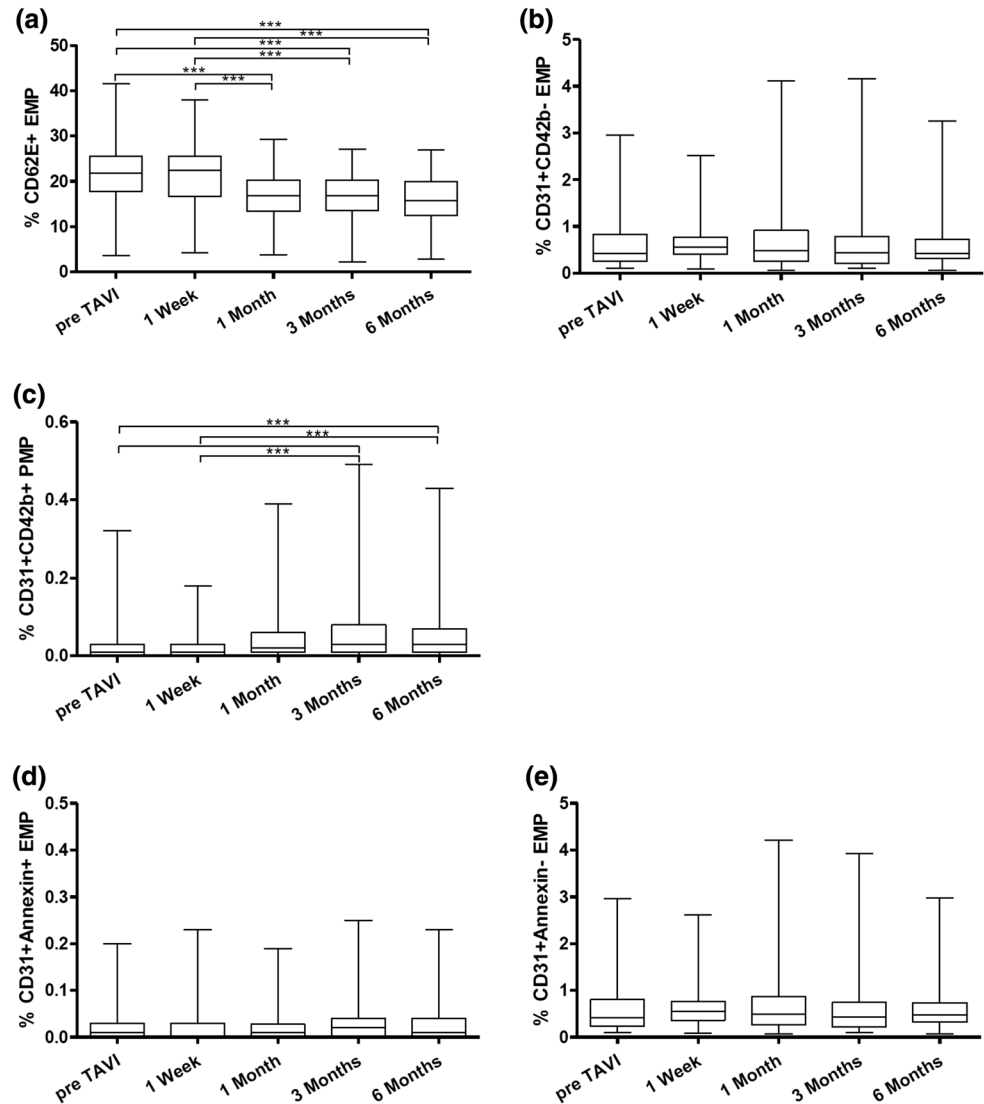 (a)
% CD62E+ EMP
50
40
30
20
10
0
***
***
***
***
***
***
pre TAVI
1 Week
1 Month
3 Months
6 Months
(b)
% CD31+CD42b- EMP
5
4
3
2
1
0
pre TAVI
1 Week
1 Month
3 Months
6 Months
(c)
% CD31+CD42b+ PMP
0.6
0.4
0.2
0.0
***
***
***
pre TAVI
1 Week
1 Month
3 Months
6 Months
(d)
% CD31+Annexin+ EMP
0.5
0.4
0.3
0.2
0.1
0.0
pre TAVI
1 Week
1 Month
3 Months
6 Months
(e)
% CD31+Annexin- EMP
5
4
3
2
1
0
pre TAVI
1 Week
1 Month
3 Months
6 Months